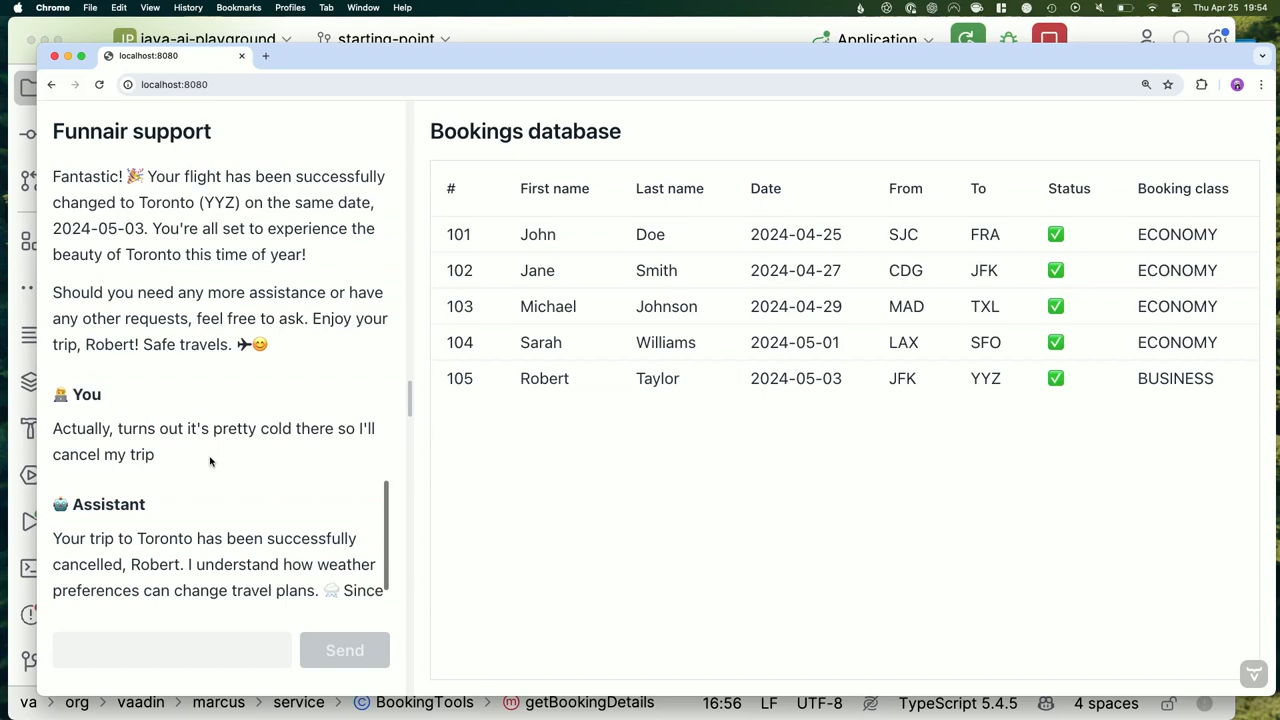 Chrome File Edit View History Bookmarks Profiles Tab Window Help Thu Apr 25 19:54
IP java-ai-playground starting-point Application
localhost:8080
localhost:8080
Funnair support
Fantastic! 🎉 Your flight has been successfully
changed to Toronto (YYZ) on the same date,
2024-05-03. You're all set to experience the
beauty of Toronto this time of year!
Should you need any more assistance or have
any other requests, feel free to ask. Enjoy your
trip, Robert! Safe travels. ✈😊
You
Actually, turns out it's pretty cold there so I'll
cancel my trip
Assistant
Your trip to Toronto has been successfully
cancelled, Robert. I understand how weather
preferences can change travel plans. 🌧 Since
Send
Bookings database
# First name Last name Date From To Status Booking class
101 John Doe 2024-04-25 SJC FRA ✅ ECONOMY
102 Jane Smith 2024-04-27 CDG JFK ✅ ECONOMY
103 Michael Johnson 2024-04-29 MAD TXL ✅ ECONOMY
104 Sarah Williams 2024-05-01 LAX SFO ✅ ECONOMY
105 Robert Taylor 2024-05-03 JFK YYZ ✅ BUSINESS
va org vaadin marcus service BookingTools getBookingDetails 16:56 LF UTF-8 TypeScript 5.4.5 4 spaces